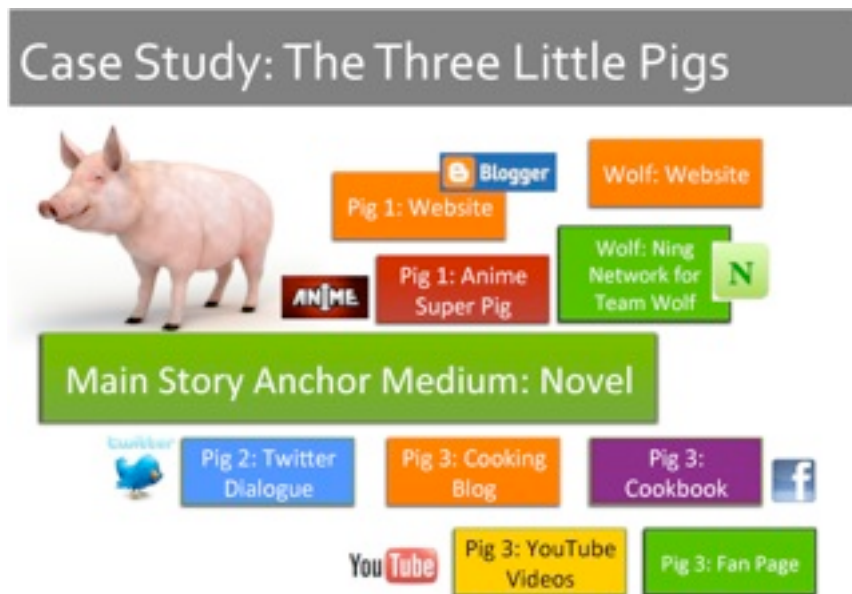 Case Study: The Three Little Pigs
Blogger
Pig 1: Website
Wolf: Website
ANIME
Pig 1: Anime
Super Pig
Wolf: Ning
Network for
Team Wolf
N
Main Story Anchor Medium: Novel
twitter
Pig 2: Twitter
Dialogue
Pig 3: Cooking
Blog
Pig 3:
Cookbook
f
YouTube
Pig 3: YouTube
Videos
Pig 3: Fan Page